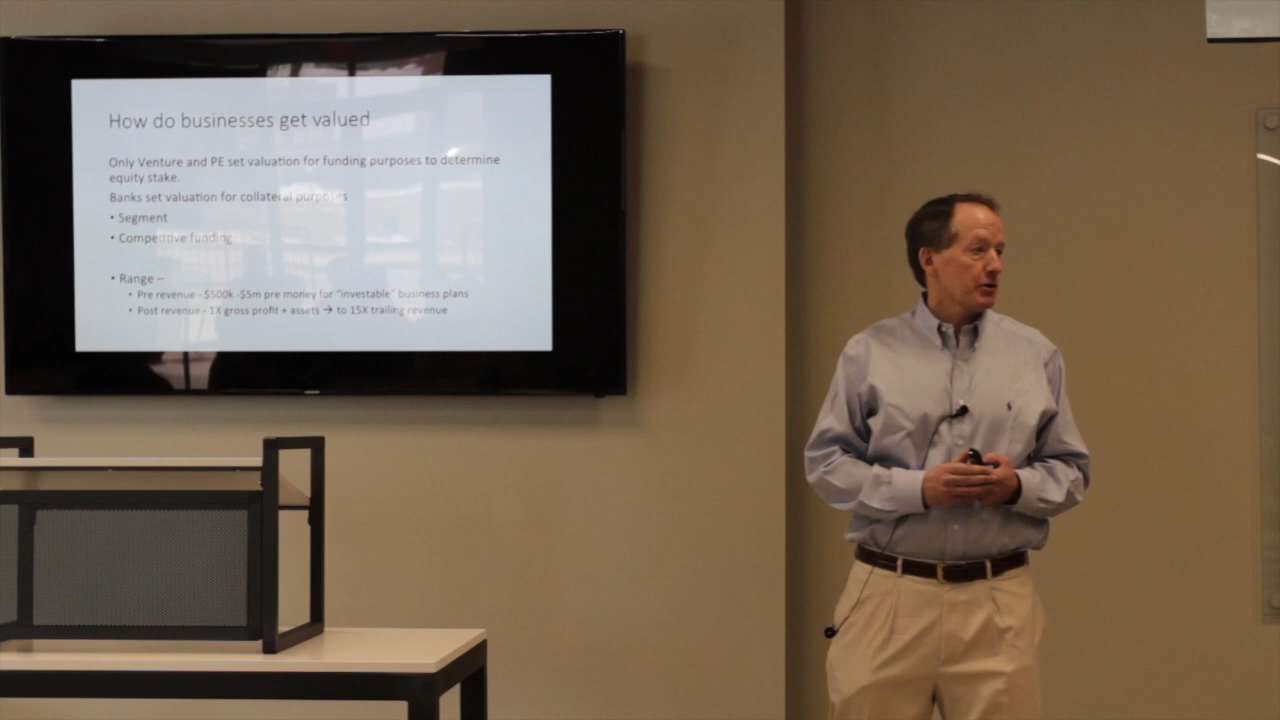 How do businesses get valued
Only Venture and PE set valuation for funding purposes to determine
equity stake.
Banks set valuation for collateral purposes
• Segment
• Competitive funding
• Range –
• Pre revenue - $500k -$5m pre money for "investable" business plans
• Post revenue - 1X gross profit + assets → to 15X trailing revenue